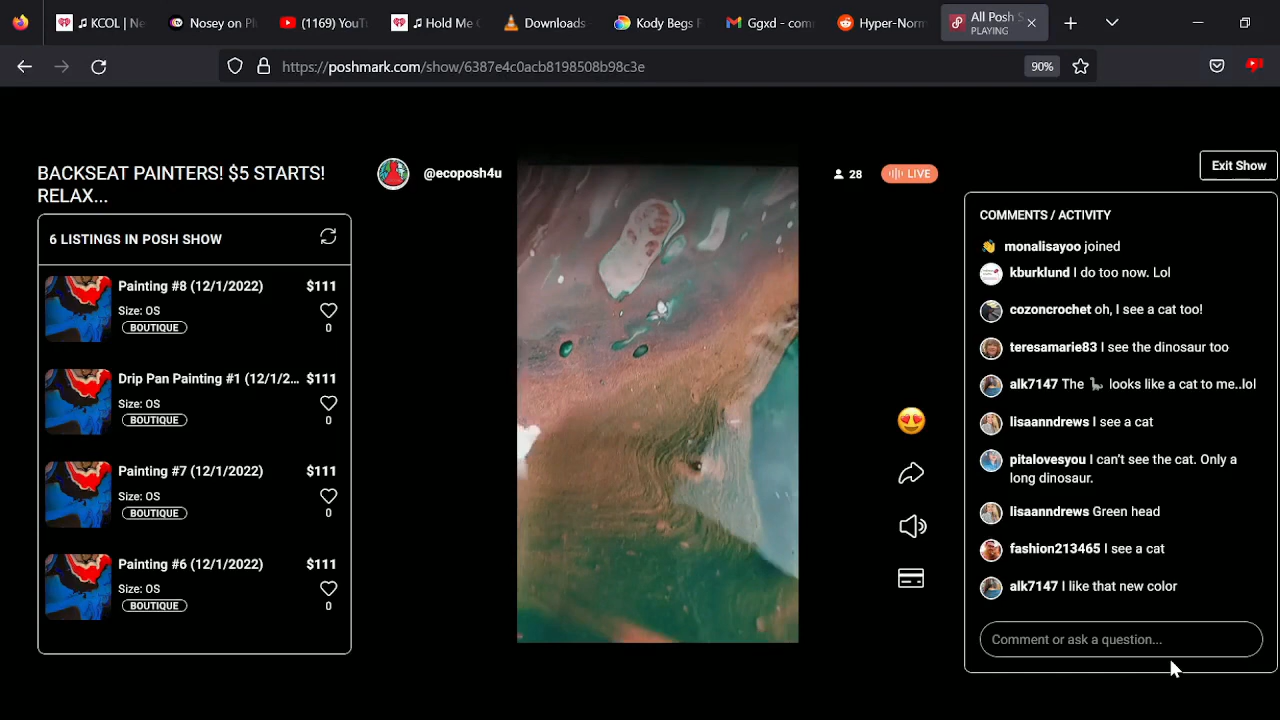 ♫ KCOL | Ne
Nosey on Pl
(1169) YouT
♫ Hold Me C
Downloads
Kody Begs F
Ggxd - com
Hyper-Norm
All Posh S
PLAYING
https://poshmark.com/show/6387e4c0acb8198508b98c3e
90%
BACKSEAT PAINTERS! $5 STARTS!
RELAX...
@ecoposh4u
28
LIVE
Exit Show
6 LISTINGS IN POSH SHOW
Painting #8 (12/1/2022) $111
Size: OS
BOUTIQUE
0
Drip Pan Painting #1 (12/1/2... $111
Size: OS
BOUTIQUE
0
Painting #7 (12/1/2022) $111
Size: OS
BOUTIQUE
0
Painting #6 (12/1/2022) $111
Size: OS
BOUTIQUE
0
COMMENTS / ACTIVITY
👋 monalisayoo joined
kburklund I do too now. Lol
cozoncrochet oh, I see a cat too!
teresamarie83 I see the dinosaur too
alk7147 The 🦕 looks like a cat to me..lol
lisaanndrews I see a cat
pitalovesyou I can't see the cat. Only a
long dinosaur.
lisaanndrews Green head
fashion213465 I see a cat
alk7147 I like that new color
Comment or ask a question...